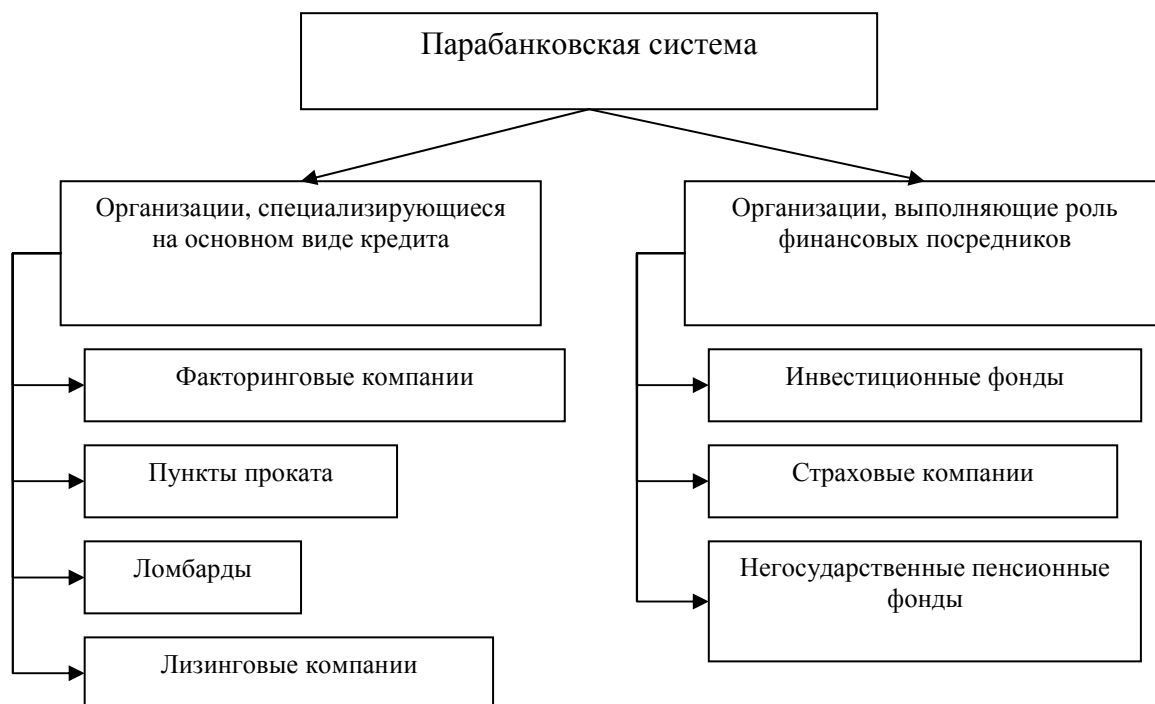 Парабанковская система
Организации, специализирующиеся
на основном виде кредита
Факторинговые компании
Пункты проката
Ломбарды
Лизинговые компании
Организации, выполняющие роль
финансовых посредников
Инвестиционные фонды
Страховые компании
Негосударственные пенсионные
фонды